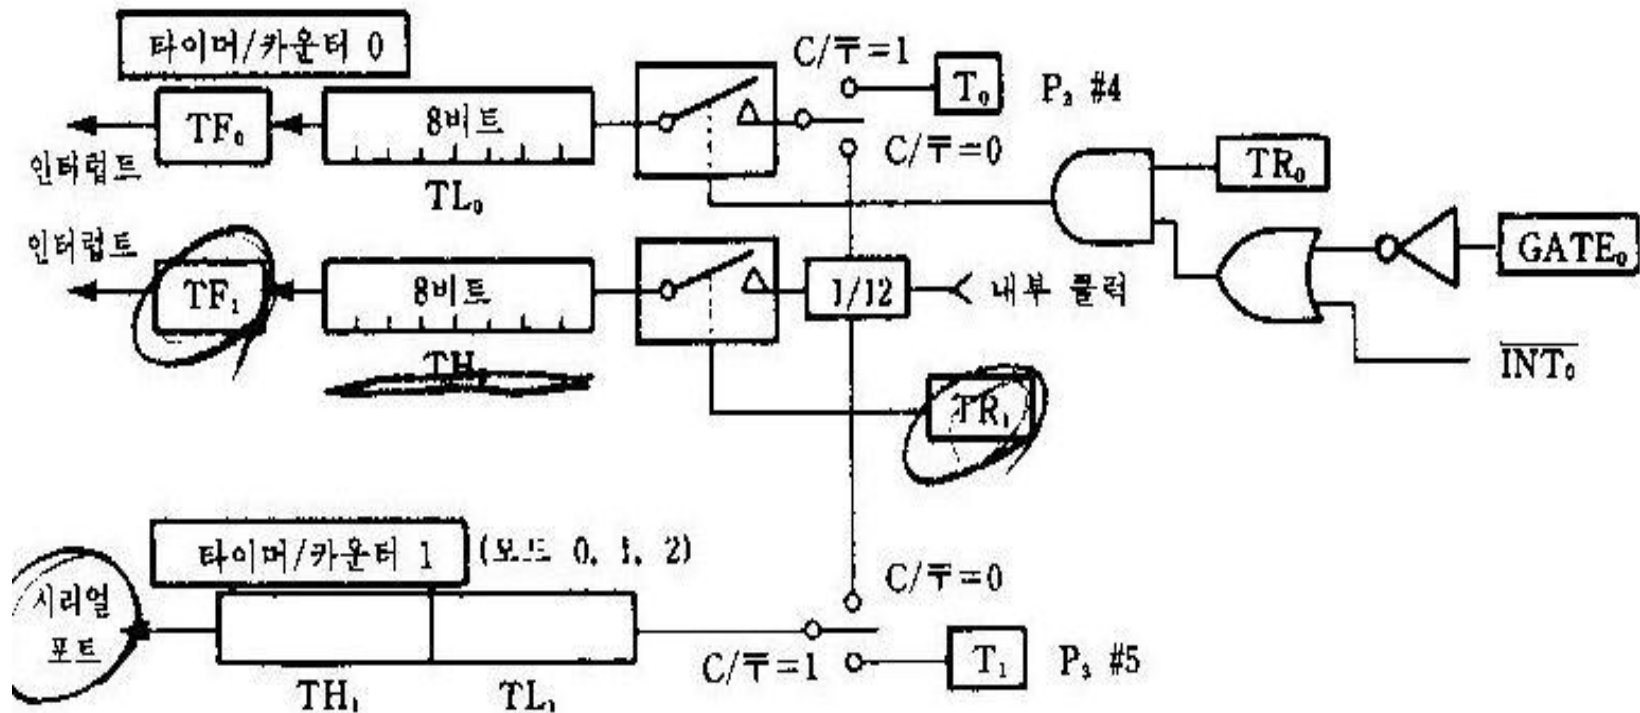 타이머/카운터 0
C/T̅=1
T₀ P₃ #4
TF₀
8비트
C/T̅=0
인터럽트
TL₀
TR₀
인터럽트
GATE₀
TF₁
8비트
1/12
내부 클럭
TH
INT₀
TR₁
타이머/카운터 1 (모드 0, 1, 2)
C/T̅=0
시리얼
포트
C/T̅=1
T₁ P₃ #5
TH₁ TL₁